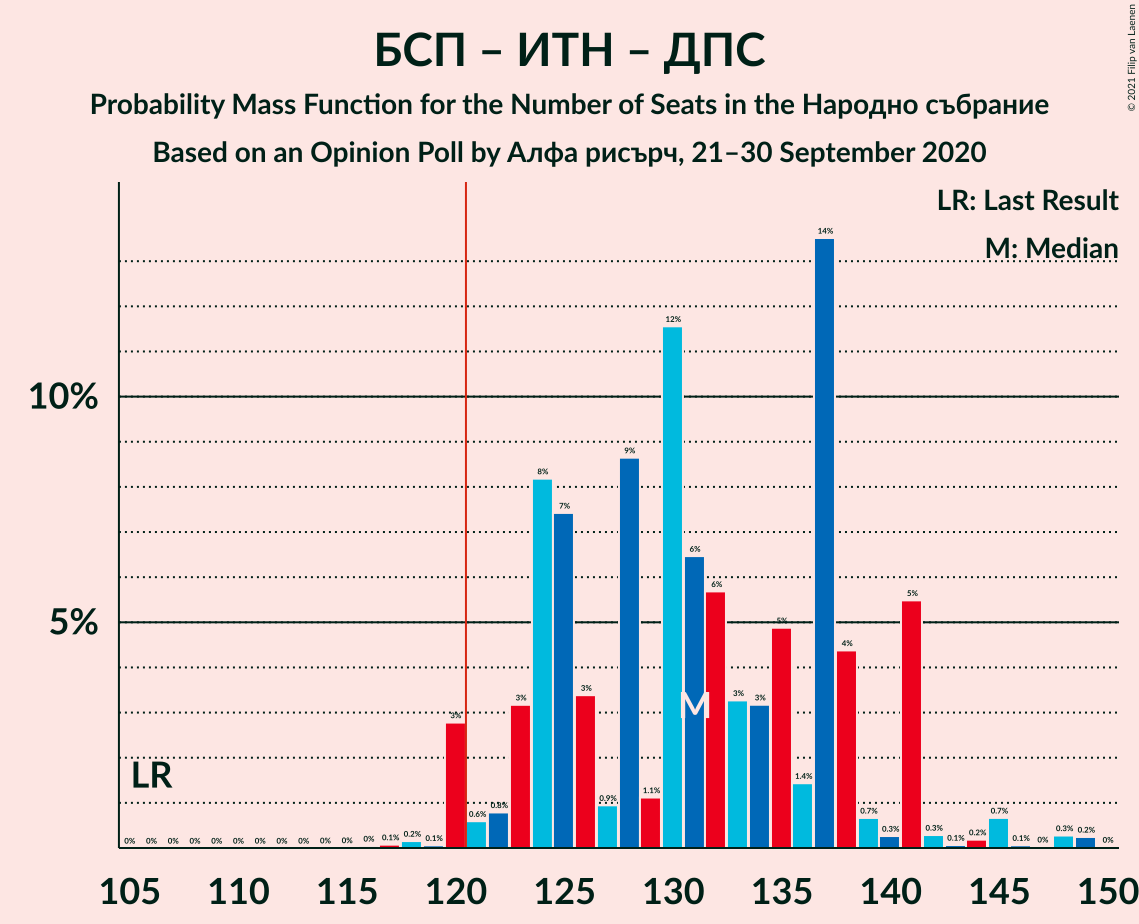 БСП – ИТН – ДПС
Probability Mass Function for the Number of Seats in the Народно събрание
Based on an Opinion Poll by Алфа рисърч, 21–30 September 2020
© 2021 Filip van Laenen
LR: Last Result
M: Median
10%
5%
LR
M
0% 0% 0% 0% 0% 0% 0% 0% 0% 0% 0% 0% 0.1% 0.2% 0.1% 3% 0.6% 0.8% 3% 8% 7% 3% 0.9% 9% 1.1% 12% 6% 6% 3% 3% 5% 1.4% 14% 4% 0.7% 0.3% 5% 0.3% 0.1% 0.2% 0.7% 0.1% 0% 0.3% 0.2% 0%
105 110 115 120 125 130 135 140 145 150